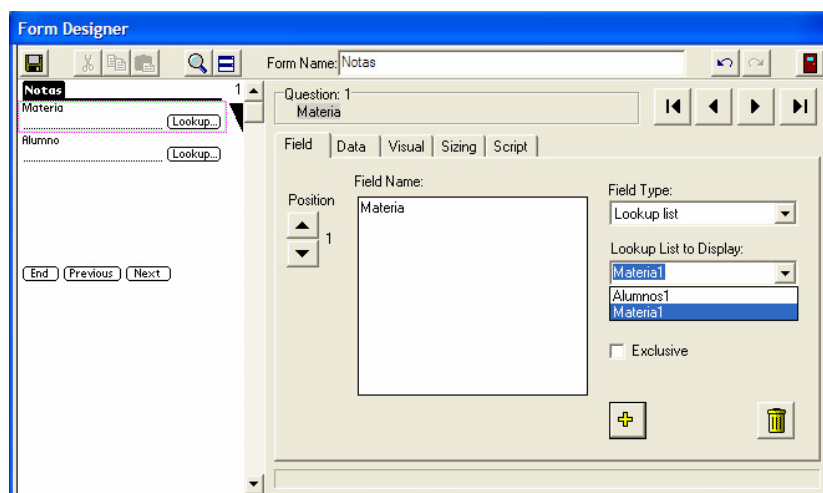 Form Designer
Form Name: Notas
Notas 1
Materia
Lookup...
Alumno
Lookup...
End Previous Next
Question: 1
Materia
Field Data Visual Sizing Script
Field Name:
Materia
Position
1
Field Type:
Lookup list
Lookup List to Display:
Materia1
Alumnos1
Materia1
Exclusive